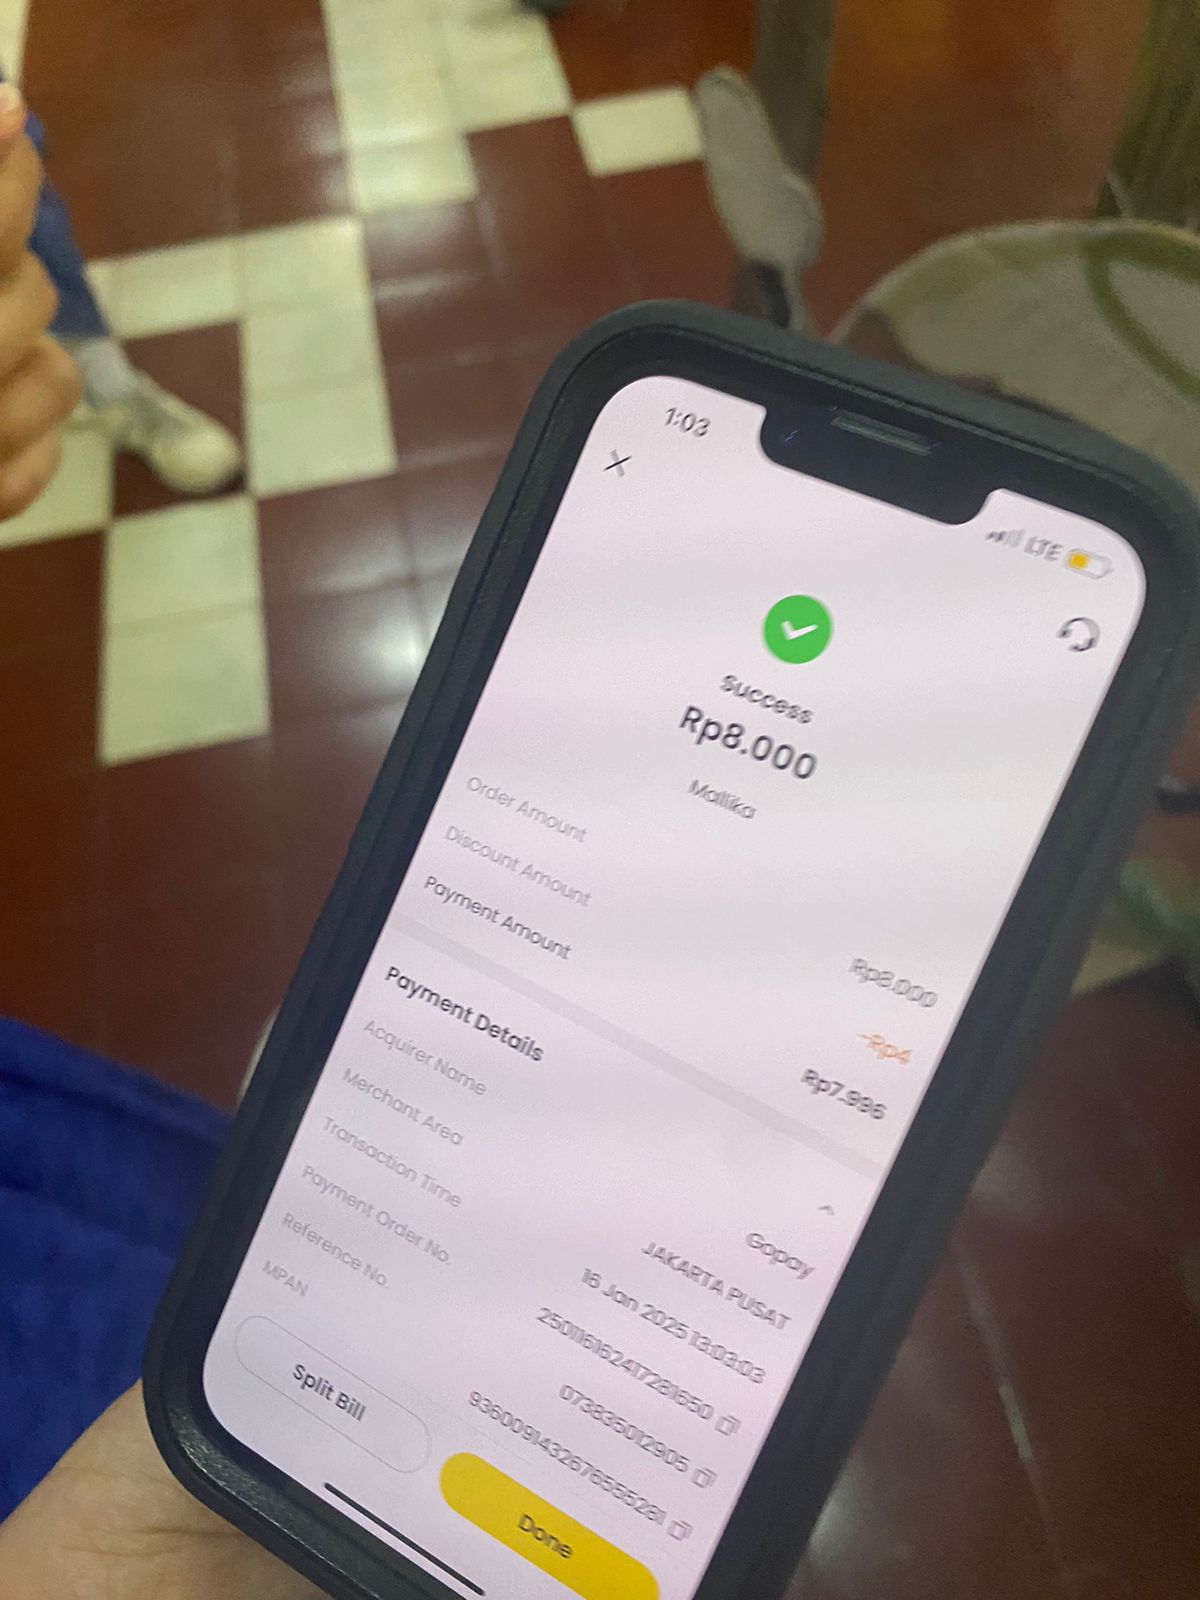 1:03
LTE
Success
Rp8.000
Mallika
Order Amount Rp8.000
Discount Amount -Rp4
Payment Amount Rp7.996
Payment Details
Acquirer Name Gopay
Merchant Area JAKARTA PUSAT
Transaction Time 16 Jan 2025 13:03:03
Payment Order No.
Reference No. 073835012905
MPAN
Split Bill
Done